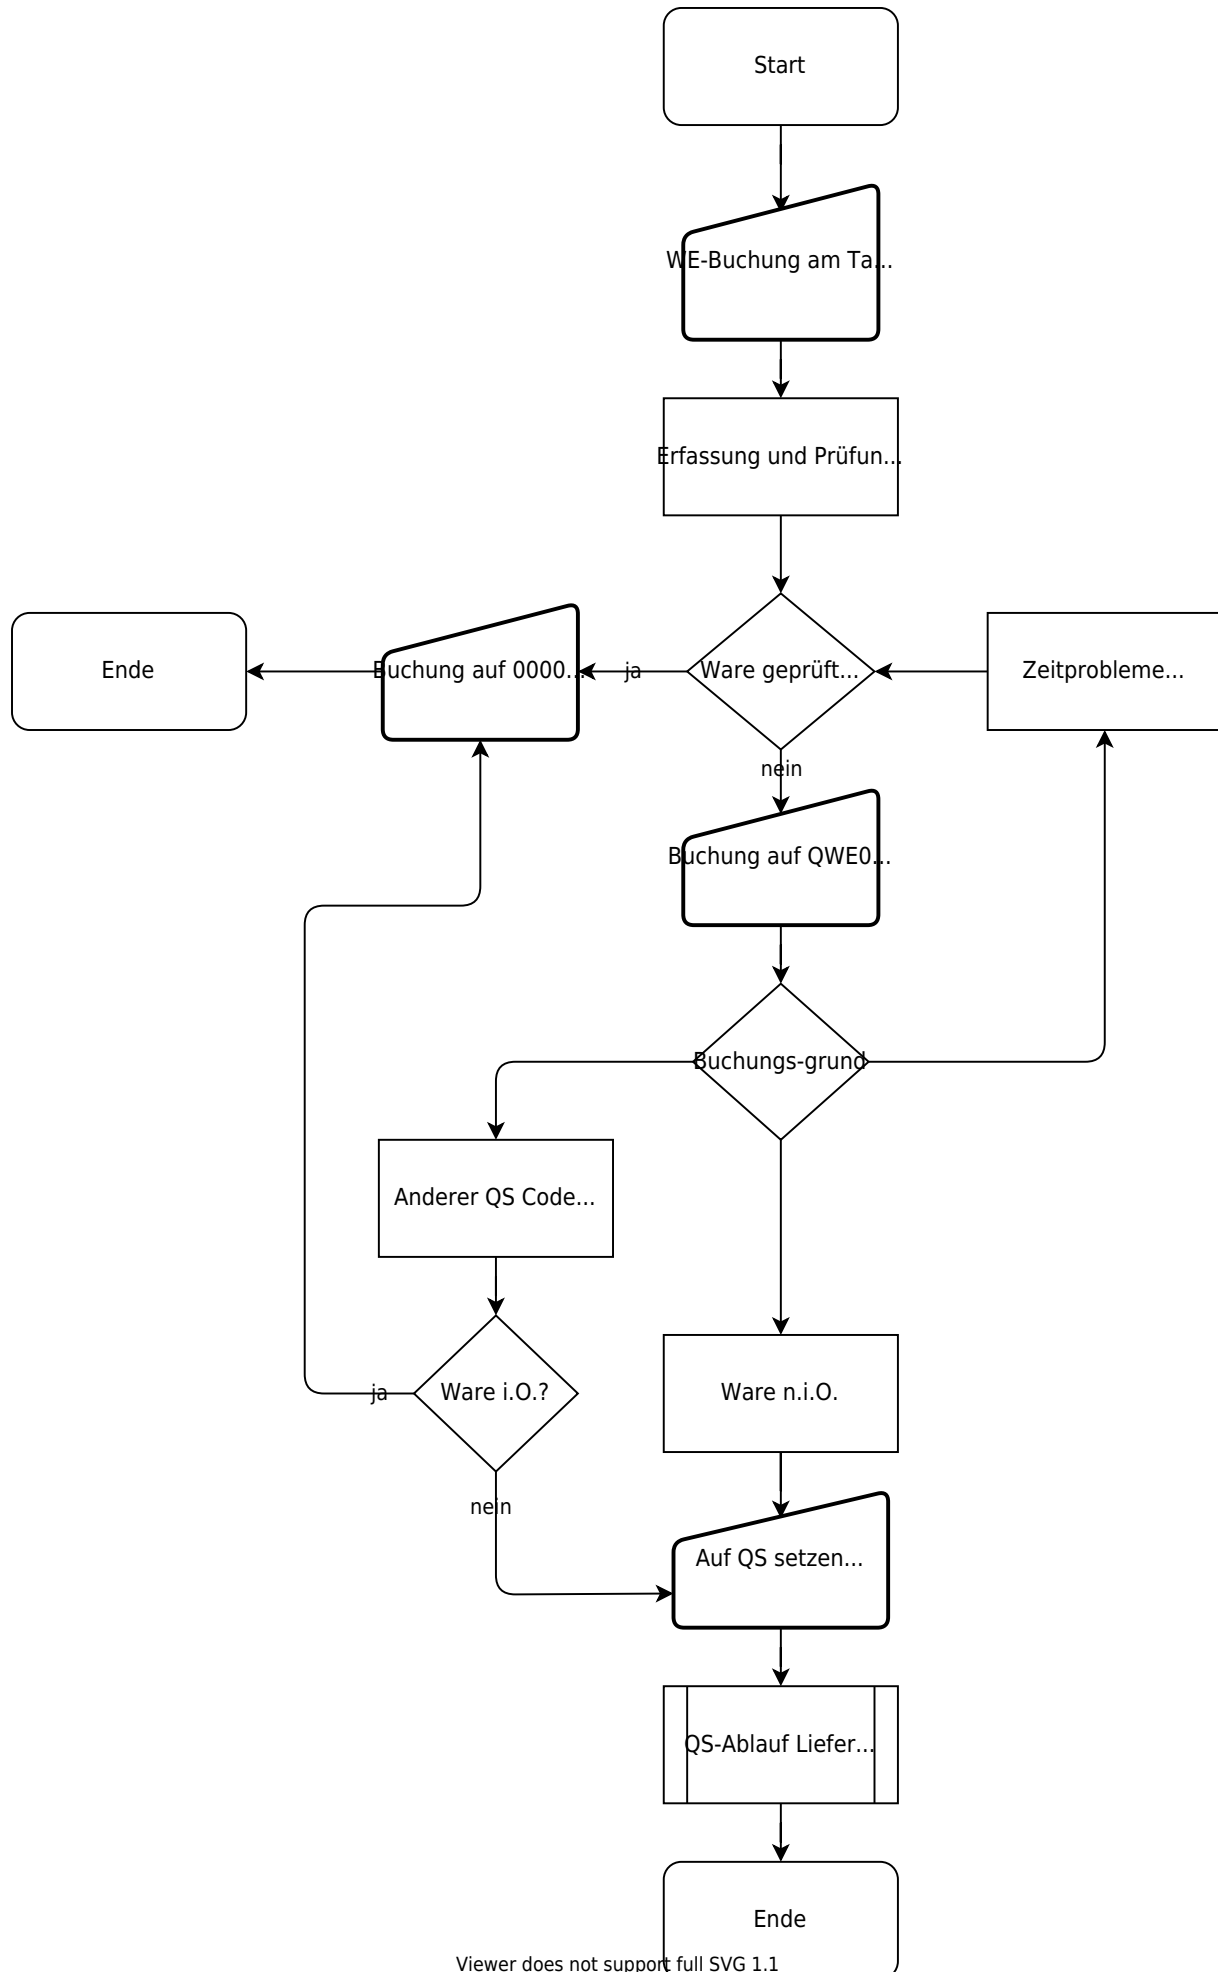 Start
WE-Buchung am Ta...
Erfassung und Prüfun...
Ende
Buchung auf 0000...
ja
Ware geprüft...
Zeitprobleme...
nein
Buchung auf QWE0...
Buchungs-grund
Anderer QS Code...
ja
Ware i.O.?
Ware n.i.O.
nein
Auf QS setzen...
QS-Ablauf Liefer...
Ende
Viewer does not support full SVG 1.1